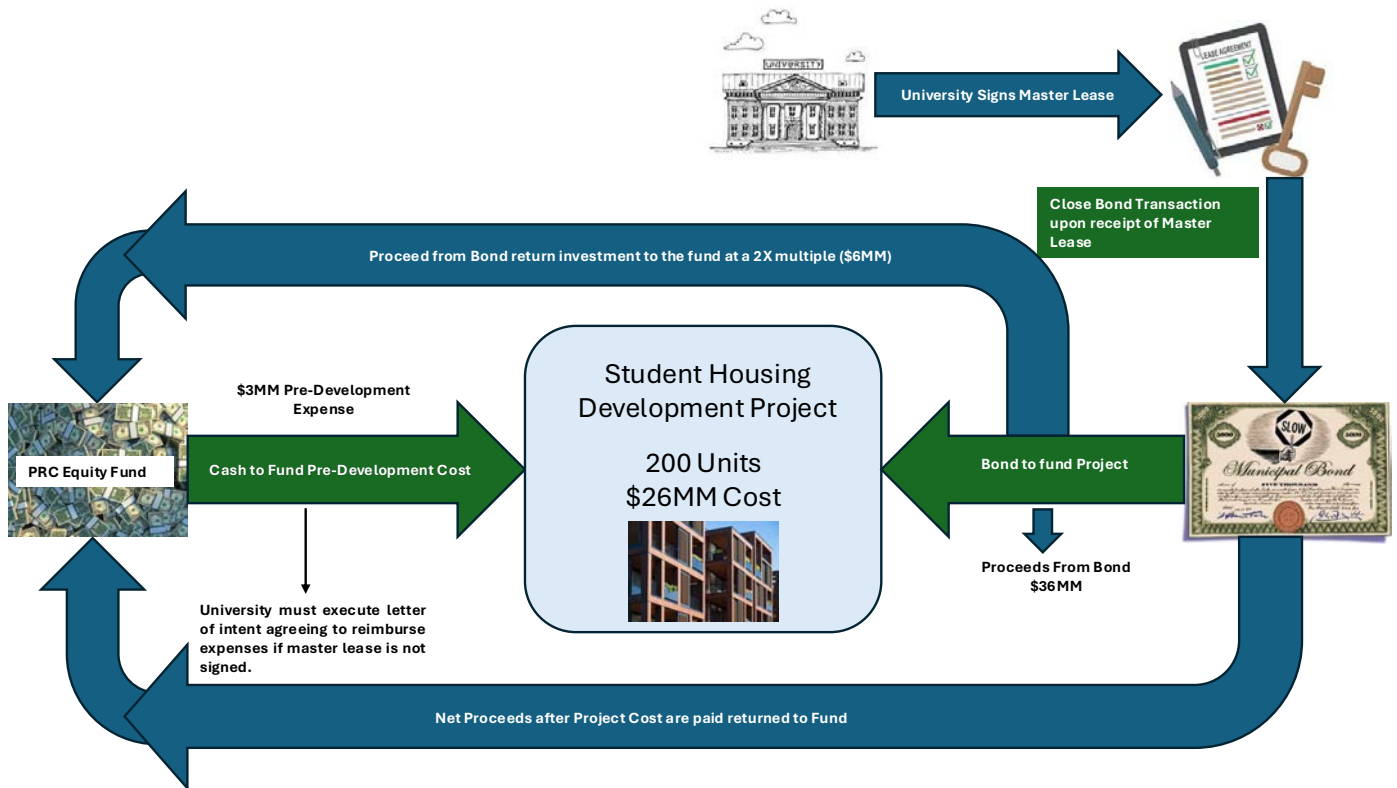 UNIVERSITY
University Signs Master Lease
LEASE AGREEMENT
Close Bond Transaction
upon receipt of Master
Lease
Proceed from Bond return investment to the fund at a 2X multiple ($6MM)
$3MM Pre-Development
Expense
PRC Equity Fund
Cash to Fund Pre-Development Cost
Student Housing
Development Project
200 Units
$26MM Cost
Bond to fund Project
SLOW
Municipal Bond
FIVE THOUSAND
Proceeds From Bond
$36MM
University must execute letter
of intent agreeing to reimburse
expenses if master lease is not
signed.
Net Proceeds after Project Cost are paid returned to Fund